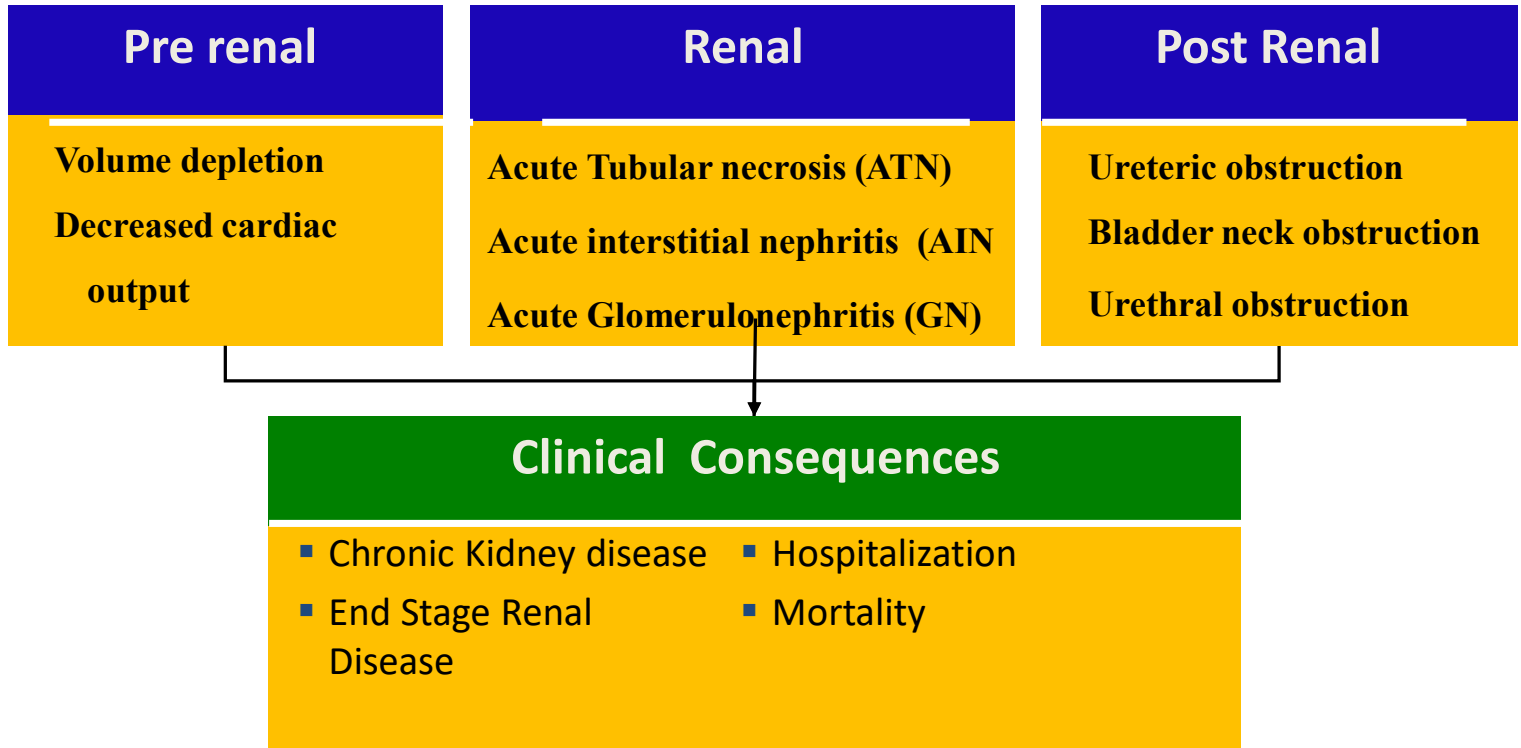 Pre renal
Volume depletion
Decreased cardiac
output
Renal
Acute Tubular necrosis (ATN)
Acute interstitial nephritis (AIN
Acute Glomerulonephritis (GN)
Post Renal
Ureteric obstruction
Bladder neck obstruction
Urethral obstruction
Clinical Consequences
▪ Chronic Kidney disease
▪ End Stage Renal
Disease
▪ Hospitalization
▪ Mortality